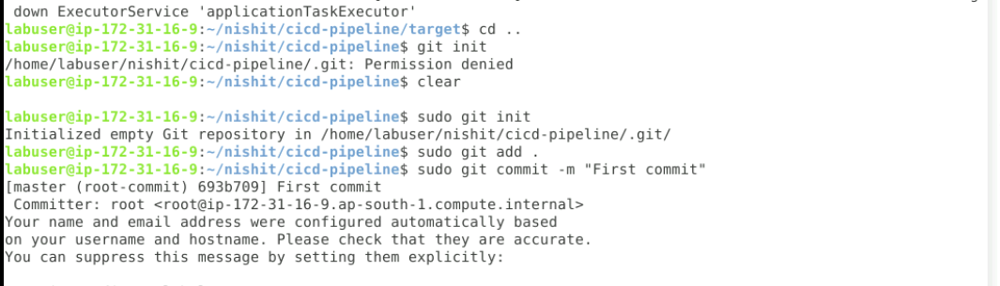 down ExecutorService 'applicationTaskExecutor'
labuser@ip-172-31-16-9:~/nishit/cicd-pipeline/target$ cd ..
labuser@ip-172-31-16-9:~/nishit/cicd-pipeline$ git init
/home/labuser/nishit/cicd-pipeline/.git: Permission denied
labuser@ip-172-31-16-9:~/nishit/cicd-pipeline$ clear
labuser@ip-172-31-16-9:~/nishit/cicd-pipeline$ sudo git init
Initialized empty Git repository in /home/labuser/nishit/cicd-pipeline/.git/
labuser@ip-172-31-16-9:~/nishit/cicd-pipeline$ sudo git add .
labuser@ip-172-31-16-9:~/nishit/cicd-pipeline$ sudo git commit -m "First commit"
[master (root-commit) 693b709] First commit
 Committer: root <root@ip-172-31-16-9.ap-south-1.compute.internal>
Your name and email address were configured automatically based
on your username and hostname. Please check that they are accurate.
You can suppress this message by setting them explicitly: